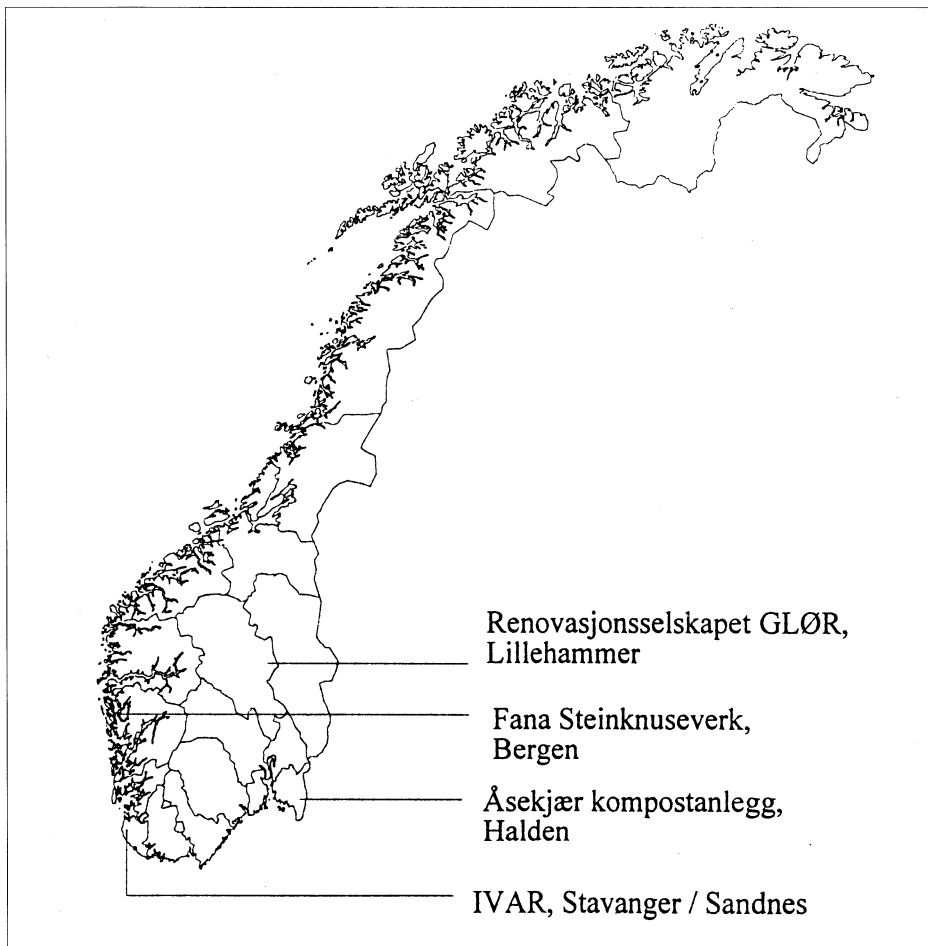 Renovasjonsselskapet GLØR,
Lillehammer
Fana Steinknuseverk,
Bergen
Åsekjær kompostanlegg,
Halden
IVAR, Stavanger / Sandnes